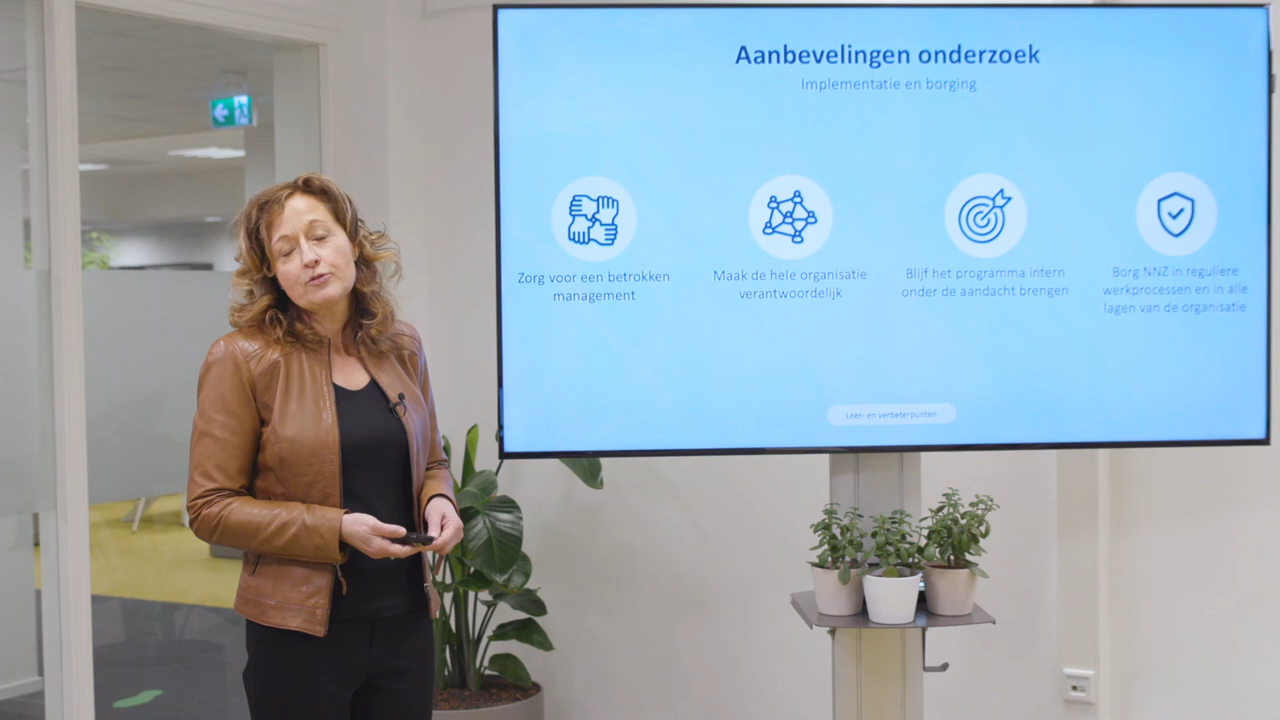 Aanbevelingen onderzoek
Implementatie en borging
Zorg voor een betrokken
management
Maak de hele organisatie
verantwoordelijk
Blijf het programma intern
onder de aandacht brengen
Borg NNZ in reguliere
werkprocessen en in alle
lagen van de organisatie
Leer- en verbeterpunten